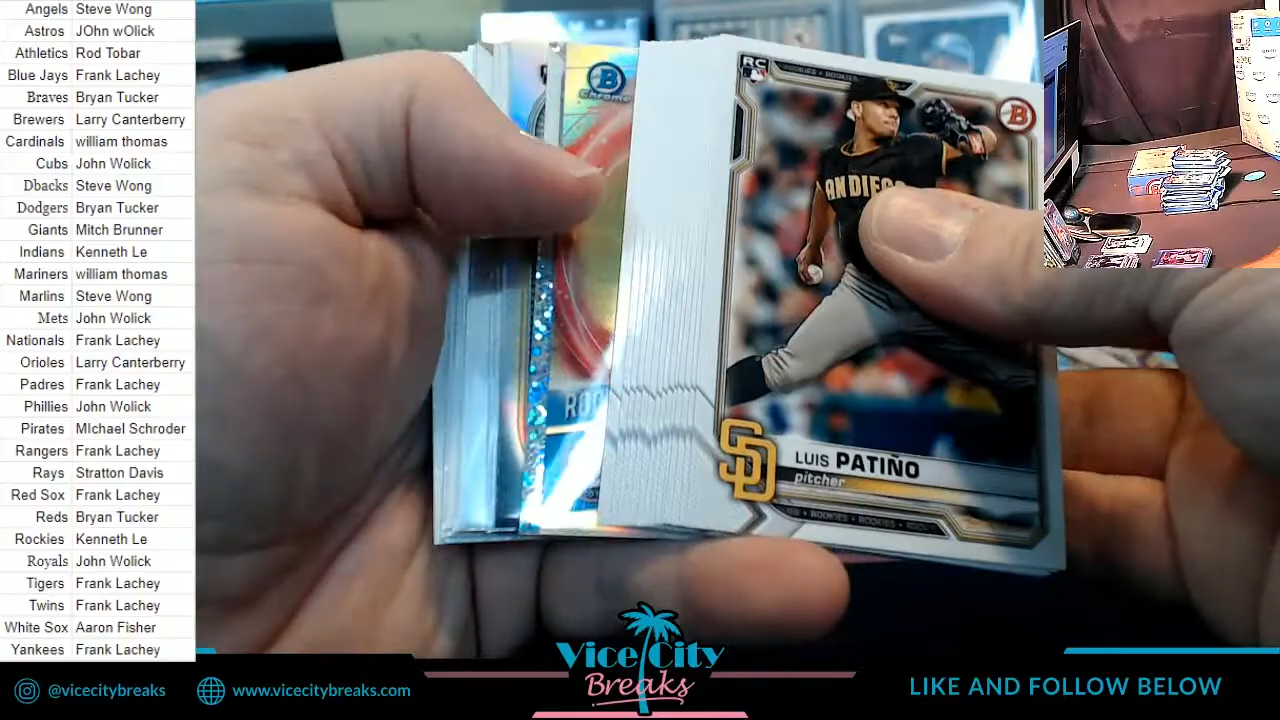 Angels Steve Wong
Astros JOhn wOlick
Athletics Rod Tobar
Blue Jays Frank Lachey
Braves Bryan Tucker
Brewers Larry Canterberry
Cardinals william thomas
Cubs John Wolick
Dbacks Steve Wong
Dodgers Bryan Tucker
Giants Mitch Brunner
Indians Kenneth Le
Mariners william thomas
Marlins Steve Wong
Mets John Wolick
Nationals Frank Lachey
Orioles Larry Canterberry
Padres Frank Lachey
Phillies John Wolick
Pirates MIchael Schroder
Rangers Frank Lachey
Rays Stratton Davis
Red Sox Frank Lachey
Reds Bryan Tucker
Rockies Kenneth Le
Royals John Wolick
Tigers Frank Lachey
Twins Frank Lachey
White Sox Aaron Fisher
Yankees Frank Lachey
B
Chrome
RC
B
SD
LUIS PATIÑO
pitcher
ROOKIES • ROOKIES
Vice City
Breaks
@vicecitybreaks
www.vicecitybreaks.com
LIKE AND FOLLOW BELOW